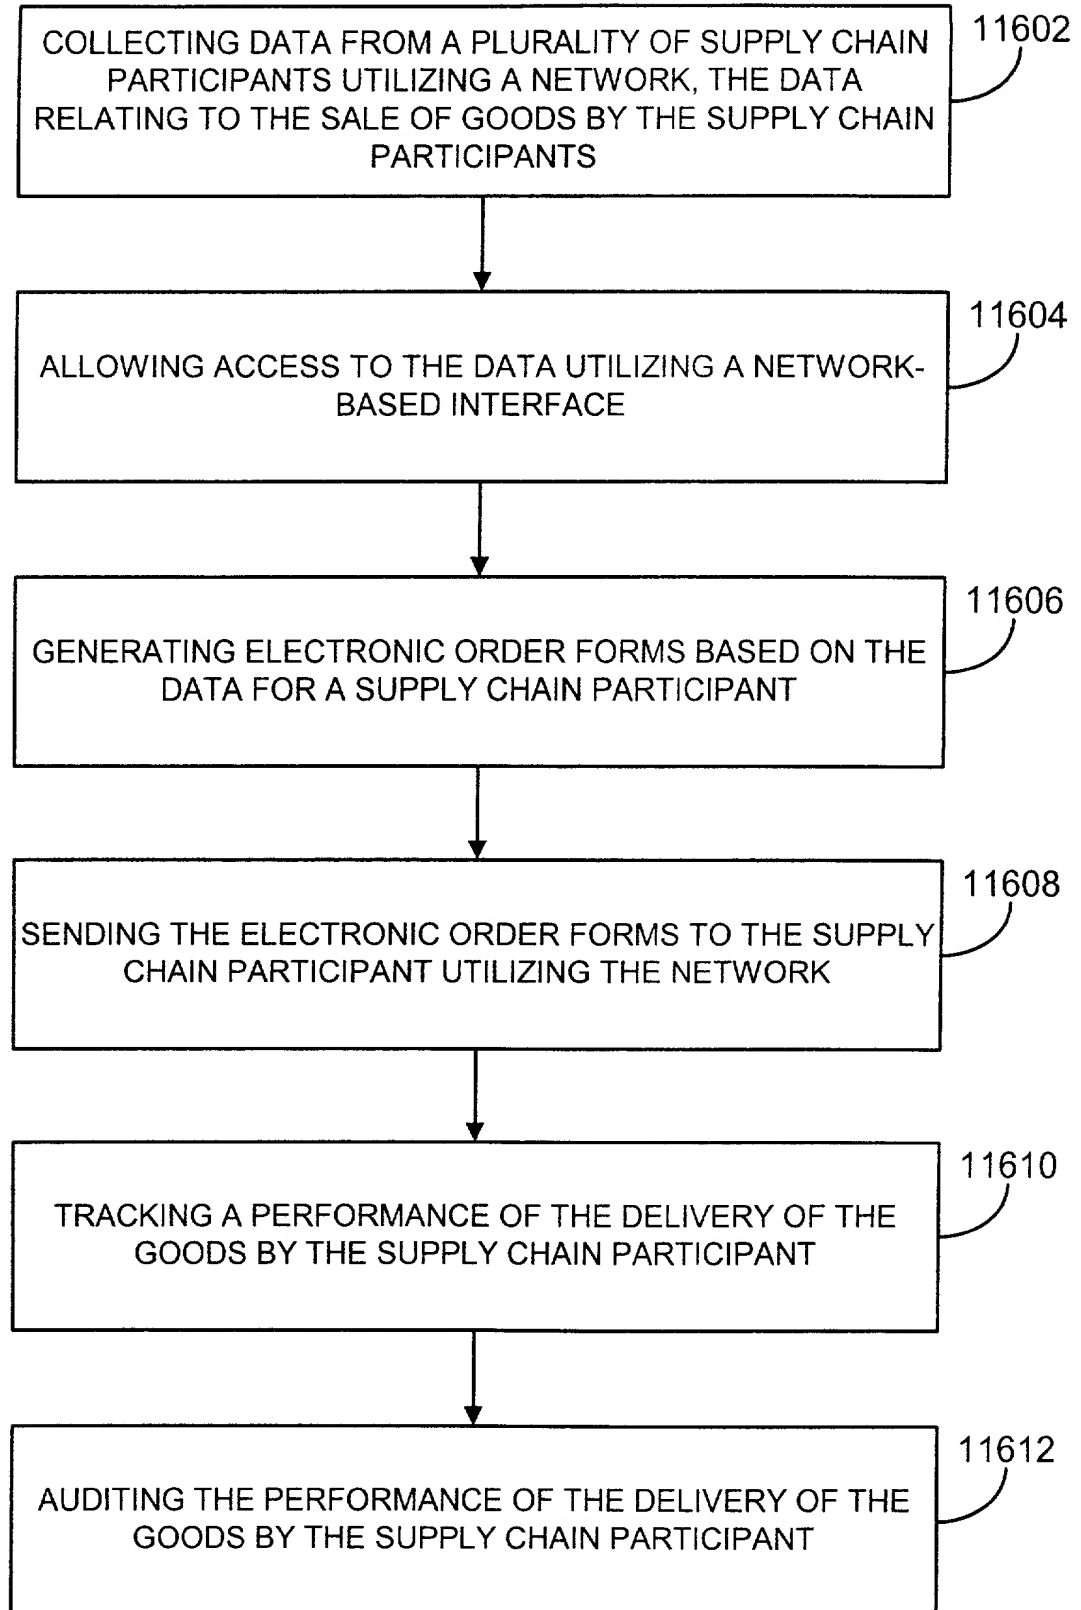 COLLECTING DATA FROM A PLURALITY OF SUPPLY CHAIN
PARTICIPANTS UTILIZING A NETWORK, THE DATA
RELATING TO THE SALE OF GOODS BY THE SUPPLY CHAIN
PARTICIPANTS
11602
ALLOWING ACCESS TO THE DATA UTILIZING A NETWORK-
BASED INTERFACE
11604
GENERATING ELECTRONIC ORDER FORMS BASED ON THE
DATA FOR A SUPPLY CHAIN PARTICIPANT
11606
SENDING THE ELECTRONIC ORDER FORMS TO THE SUPPLY
CHAIN PARTICIPANT UTILIZING THE NETWORK
11608
TRACKING A PERFORMANCE OF THE DELIVERY OF THE
GOODS BY THE SUPPLY CHAIN PARTICIPANT
11610
AUDITING THE PERFORMANCE OF THE DELIVERY OF THE
GOODS BY THE SUPPLY CHAIN PARTICIPANT
11612